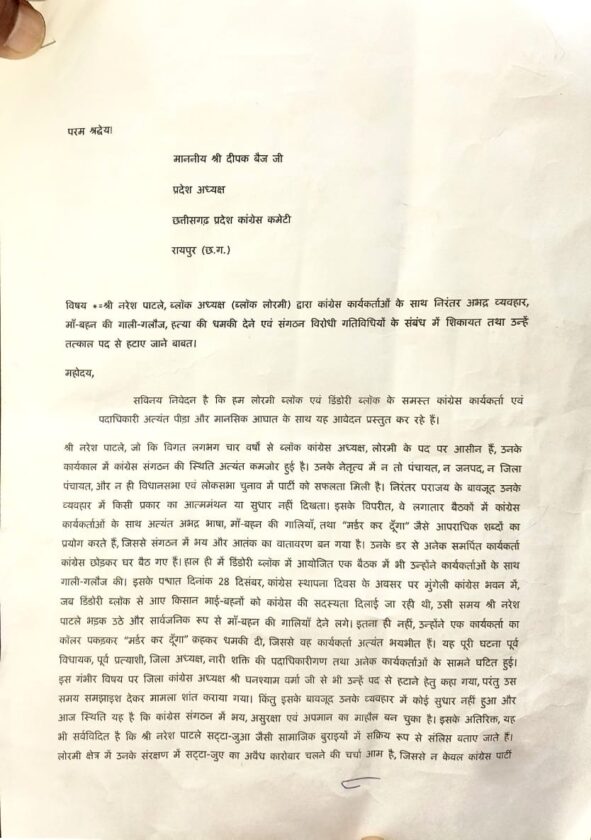 परम श्रद्धेय।
माननीय श्री दीपक बैज जी
प्रदेश अध्यक्ष
छत्तीसगढ़ प्रदेश कांग्रेस कमेटी
रायपुर (छ.ग.)
विषय *=श्री नरेश पाटले, ब्लॉक अध्यक्ष (ब्लॉक लोरमी) द्वारा कांग्रेस कार्यकर्ताओं के साथ निरंतर अभद्र व्यवहार,
माँ-बहन की गाली-गलौज, हत्या की धमकी देने एवं संगठन विरोधी गतिविधियों के संबंध में शिकायत तथा उन्हें
तत्काल पद से हटाए जाने बाबत।
महोदय,
सविनय निवेदन है कि हम लोरमी ब्लॉक एवं डिंडोरी ब्लॉक के समस्त कांग्रेस कार्यकर्ता एवं
पदाधिकारी अत्यंत पीड़ा और मानसिक आघात के साथ यह आवेदन प्रस्तुत कर रहे हैं।
श्री नरेश पाटले, जो कि विगत लगभग चार वर्षों से ब्लॉक कांग्रेस अध्यक्ष, लोरमी के पद पर आसीन हैं, उनके
कार्यकाल में कांग्रेस संगठन की स्थिति अत्यंत कमजोर हुई है। उनके नेतृत्व में न तो पंचायत, न जनपद, न जिला
पंचायत, और न ही विधानसभा एवं लोकसभा चुनाव में पार्टी को सफलता मिली है। निरंतर पराजय के बावजूद उनके
व्यवहार में किसी प्रकार का आत्ममंथन या सुधार नहीं दिखता। इसके विपरीत, वे लगातार बैठकों में कांग्रेस
कार्यकर्ताओं के साथ अत्यंत अभद्र भाषा, माँ-बहन की गालियाँ, तथा “मर्डर कर दूँगा” जैसे आपराधिक शब्दों का
प्रयोग करते हैं, जिससे संगठन में भय और आतंक का वातावरण बन गया है। उनके डर से अनेक समर्पित कार्यकर्ता
कांग्रेस छोड़कर घर बैठ गए हैं। हाल ही में डिंडोरी ब्लॉक में आयोजित एक बैठक में भी उन्होंने कार्यकर्ताओं के साथ
गाली-गलौज की। इसके पश्चात दिनांक 28 दिसंबर, कांग्रेस स्थापना दिवस के अवसर पर मुंगेली कांग्रेस भवन में,
जब डिंडोरी ब्लॉक से आए किसान भाई-बहनों को कांग्रेस की सदस्यता दिलाई जा रही थी, उसी समय श्री नरेश
पाटले भड़क उठे और सार्वजनिक रूप से माँ-बहन की गालियाँ देने लगे। इतना ही नहीं, उन्होंने एक कार्यकर्ता का
कॉलर पकड़कर “मर्डर कर दूँगा” कहकर धमकी दी, जिससे वह कार्यकर्ता अत्यंत भयभीत हैं। यह पूरी घटना पूर्व
विधायक, पूर्व प्रत्याशी, जिला अध्यक्ष, नारी शक्ति की पदाधिकारीगण तथा अनेक कार्यकर्ताओं के सामने घटित हुई।
इस गंभीर विषय पर जिला कांग्रेस अध्यक्ष श्री घनश्याम वर्मा जी से भी उन्हें पद से हटाने हेतु कहा गया, परंतु उस
समय समझाइश देकर मामला शांत कराया गया। किंतु इसके बावजूद उनके व्यवहार में कोई सुधार नहीं हुआ और
आज स्थिति यह है कि कांग्रेस संगठन में भय, असुरक्षा एवं अपमान का माहौल बन चुका है। इसके अतिरिक्त, यह
भी सर्वविदित है कि श्री नरेश पाटले सट्टा-जुआ जैसी सामाजिक बुराइयों में सक्रिय रूप से संलिप्त बताए जाते हैं।
लोरमी क्षेत्र में उनके संरक्षण में सट्टा-जुए का अवैध कारोबार चलने की चर्चा आम है, जिससे न केवल कांग्रेस पार्टी